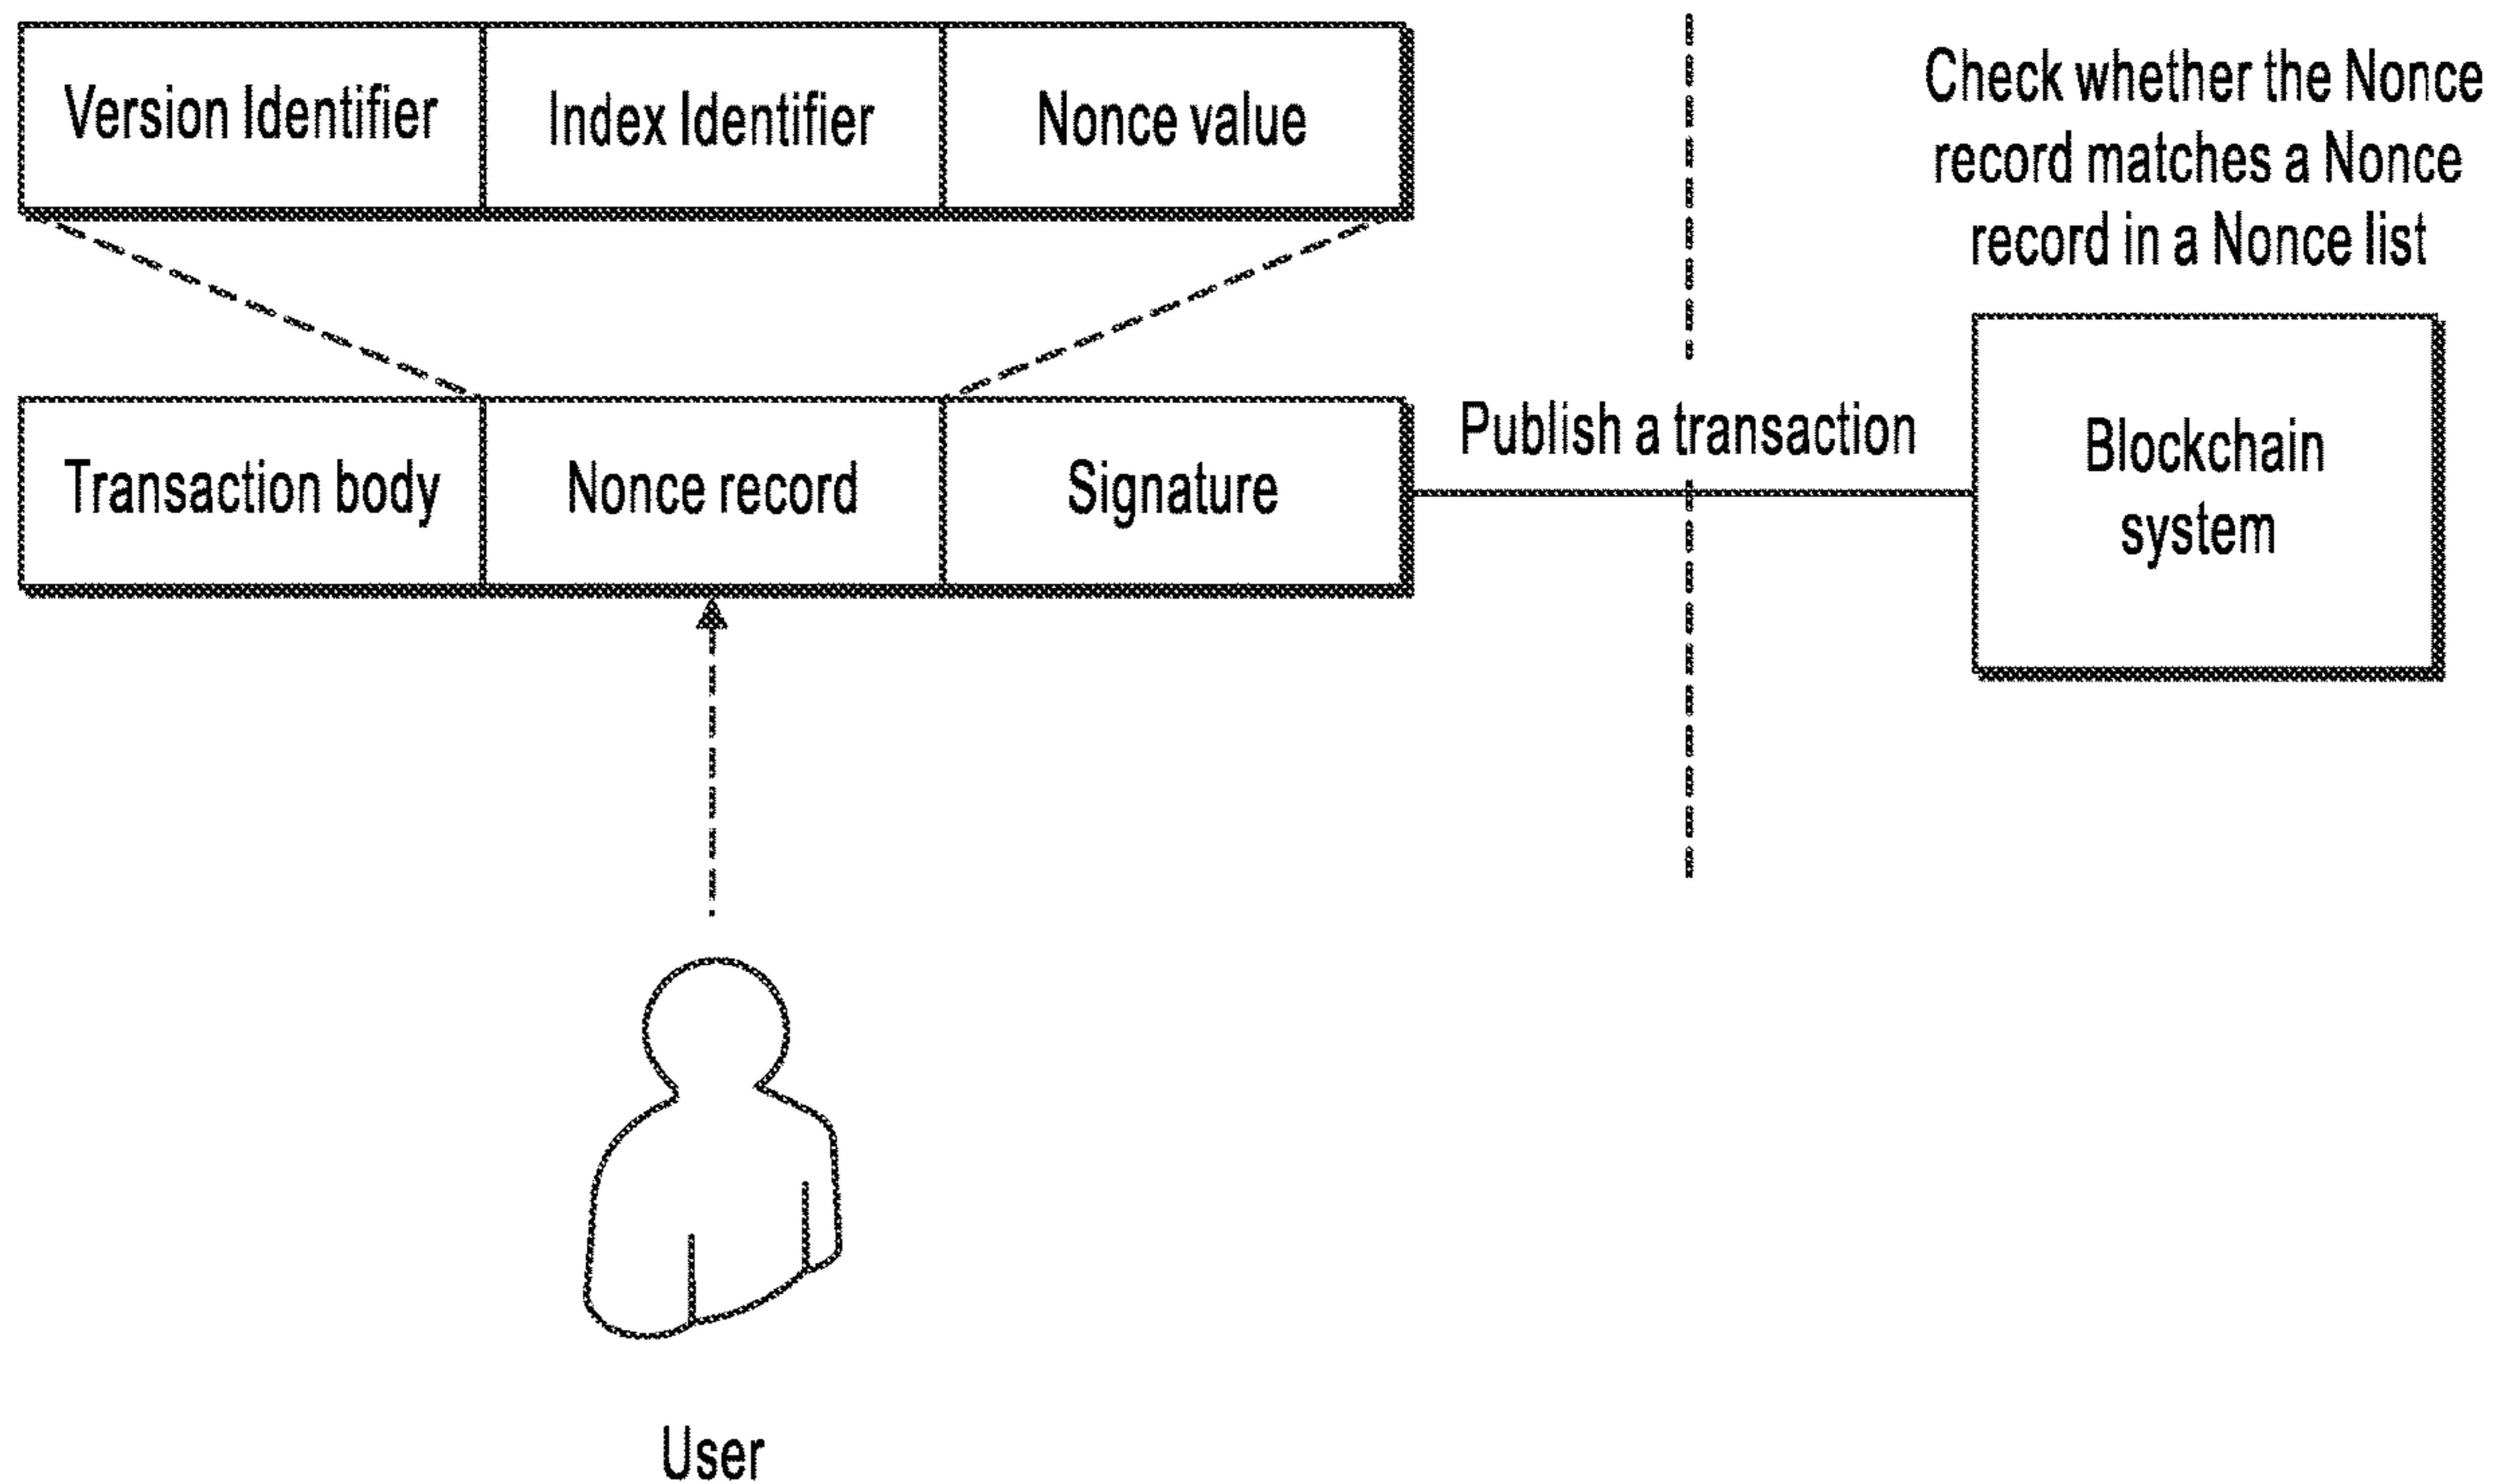 Version Identifier
Index Identifier
Nonce value
Check whether the Nonce
record matches a Nonce
record in a Nonce list
Transaction body
Nonce record
Signature
Publish a transaction
Blockchain
system
User